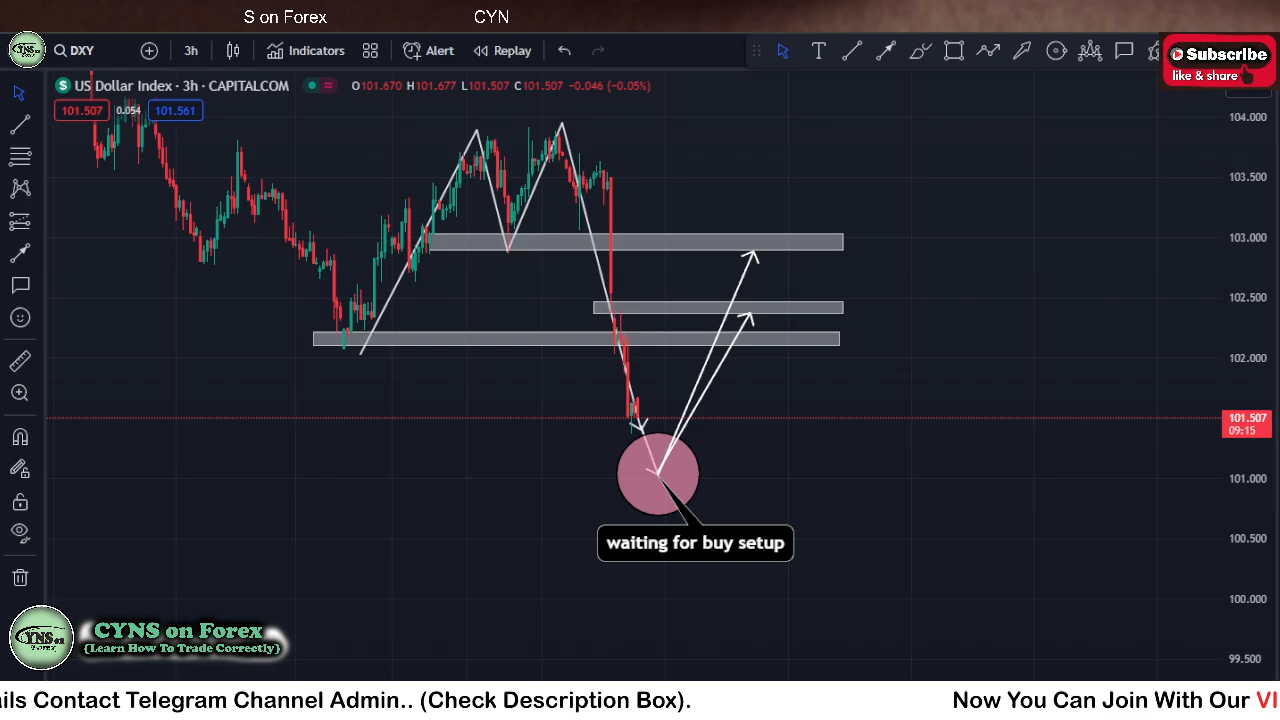 S on Forex CYN
DXY 3h Indicators Alert Replay
Subscribe
like & share
US Dollar Index · 3h · CAPITALCOM O101.670 H101.677 L101.507 C101.507 -0.046 (-0.05%)
101.507 0.054 101.561
104.000
103.500
103.000
102.500
102.000
101.507
09:15
101.000
waiting for buy setup
100.500
100.000
CYNS on Forex
{Learn How To Trade Correctly}
99.500
ails Contact Telegram Channel Admin.. (Check Description Box). Now You Can Join With Our VI